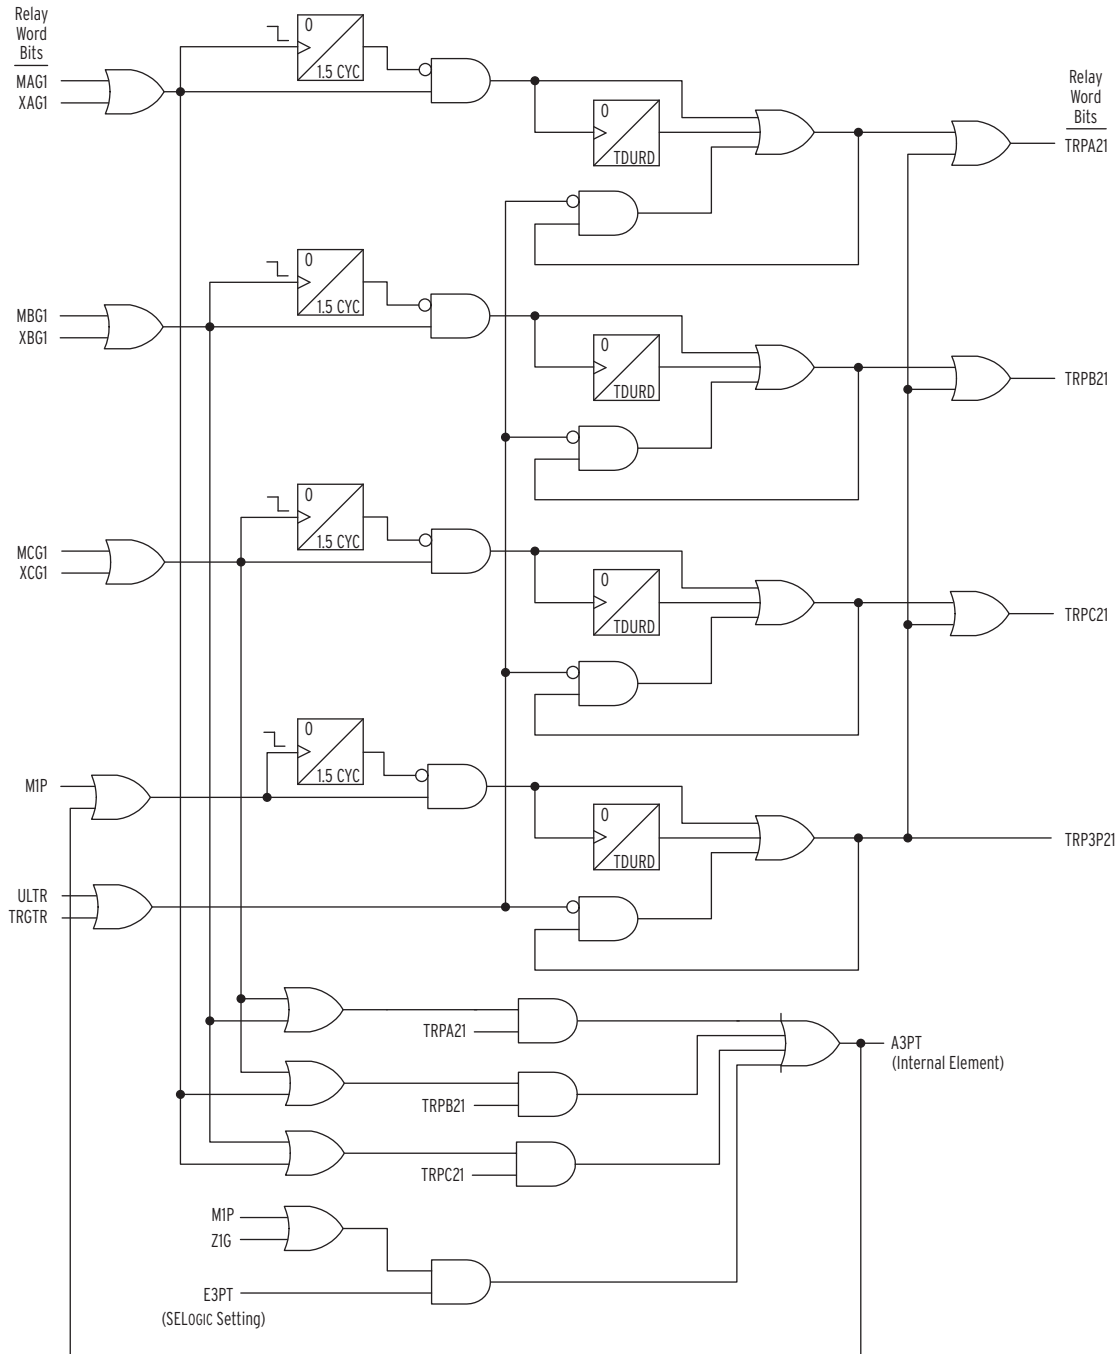 Relay
Word
Bits
MAG1
XAG1
0
1.5 CYC
0
TDURD
Relay
Word
Bits
TRPA21
MBG1
XBG1
0
1.5 CYC
0
TDURD
TRPB21
MCG1
XCG1
0
1.5 CYC
0
TDURD
TRPC21
M1P
0
1.5 CYC
0
TDURD
TRP3P21
ULTR
TRGTR
TRPA21
A3PT
(Internal Element)
TRPB21
TRPC21
M1P
Z1G
E3PT
(SELOGIC Setting)